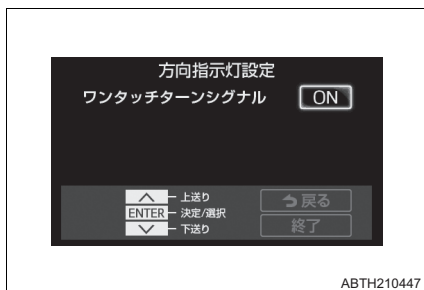 方向指示灯設定
ワンタッチターンシグナル ON
上送り
ENTER 決定/選択
下送り
戻る
終了
ABTH210447